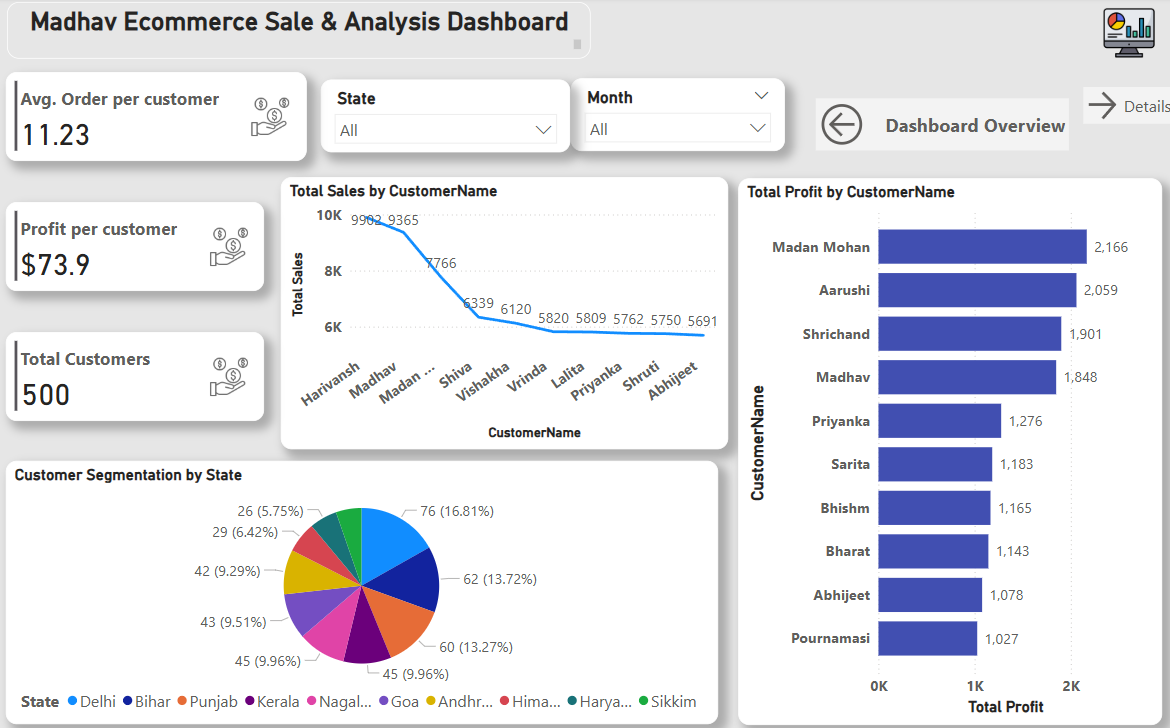 Madhav Ecommerce Sale & Analysis Dashboard
Avg. Order per customer
11.23
State
All
Month
All
Dashboard Overview
Details
Profit per customer
$73.9
Total Customers
500
Total Sales by CustomerName
Total Sales
10K
8K
6K
9902 9365
7766
6339
6120
5820
5809
5762
5750
5691
Harivansh
Madhav
Madan ...
Shiva
Vishakha
Vrinda
Lalita
Priyanka
Shruti
Abhijeet
CustomerName
Total Profit by CustomerName
CustomerName
Madan Mohan 2,166
Aarushi 2,059
Shrichand 1,901
Madhav 1,848
Priyanka 1,276
Sarita 1,183
Bhishm 1,165
Bharat 1,143
Abhijeet 1,078
Pournamasi 1,027
0K 1K 2K
Total Profit
Customer Segmentation by State
76 (16.81%)
62 (13.72%)
60 (13.27%)
45 (9.96%)
45 (9.96%)
43 (9.51%)
42 (9.29%)
29 (6.42%)
26 (5.75%)
State Delhi Bihar Punjab Kerala Nagal... Goa Andhr... Hima... Harya... Sikkim